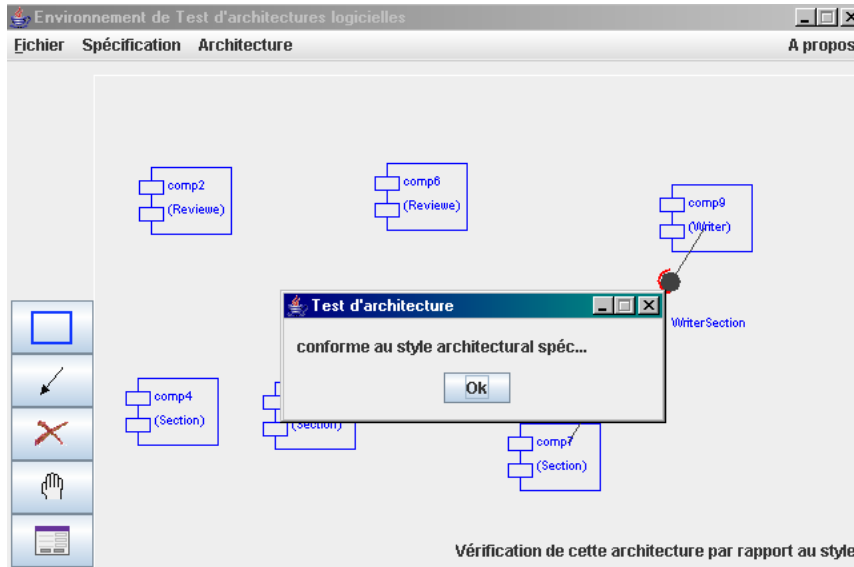 Environnement de Test d'architectures logicielles
Fichier Spécification Architecture A propos
comp2
(Reviewe)
comp6
(Reviewe)
comp9
(Writer)
WriterSection
Test d'architecture
conforme au style architectural spéc...
Ok
comp4
(Section)
(Section)
comp7
(Section)
Vérification de cette architecture par rapport au style